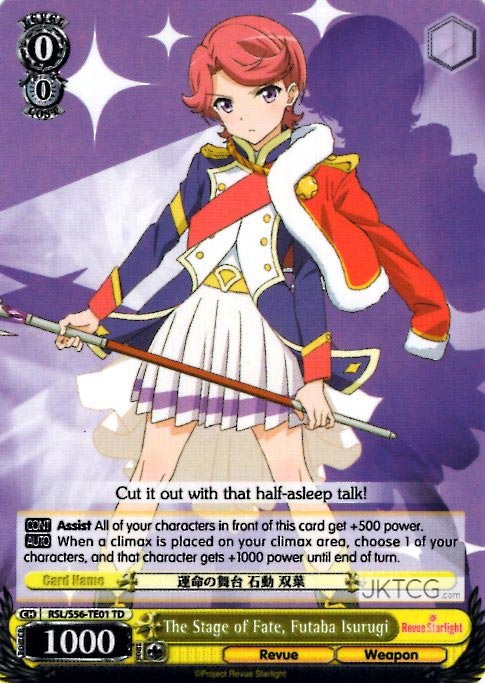 0
0
COST
Cut it out with that half-asleep talk!
CONT Assist All of your characters in front of this card get +500 power.
AUTO When a climax is placed on your climax area, choose 1 of your
characters, and that character gets +1000 power until end of turn.
Card Name
運命の舞台 石動 双葉
JKTCG.com
CH RSL/S56-TE01 TD
POWER 1000
The Stage of Fate, Futaba Isurugi
Revue Starlight
Revue
Weapon
©Project Revue Starlight